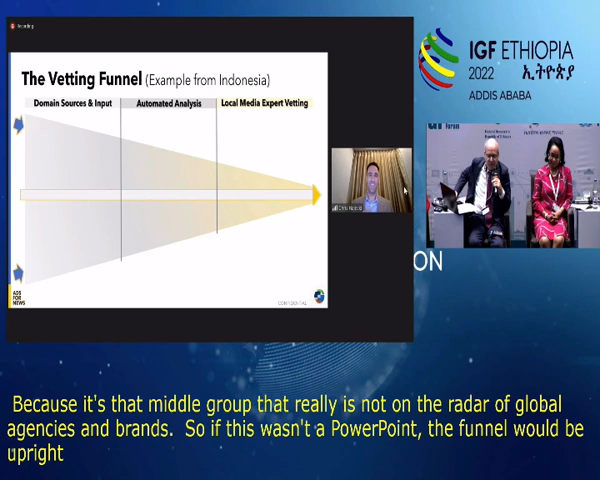 Recording
The Vetting Funnel (Example from Indonesia)
Domain Sources & Input
Automated Analysis
Local Media Expert Vetting
ADS
FOR
NEWS
CONFIDENTIAL
IGF ETHIOPIA
2022 ኢትዮጵያ
ADDIS ABABA
Forum
ON
Because it's that middle group that really is not on the radar of global
agencies and brands.  So if this wasn't a PowerPoint, the funnel would be
upright